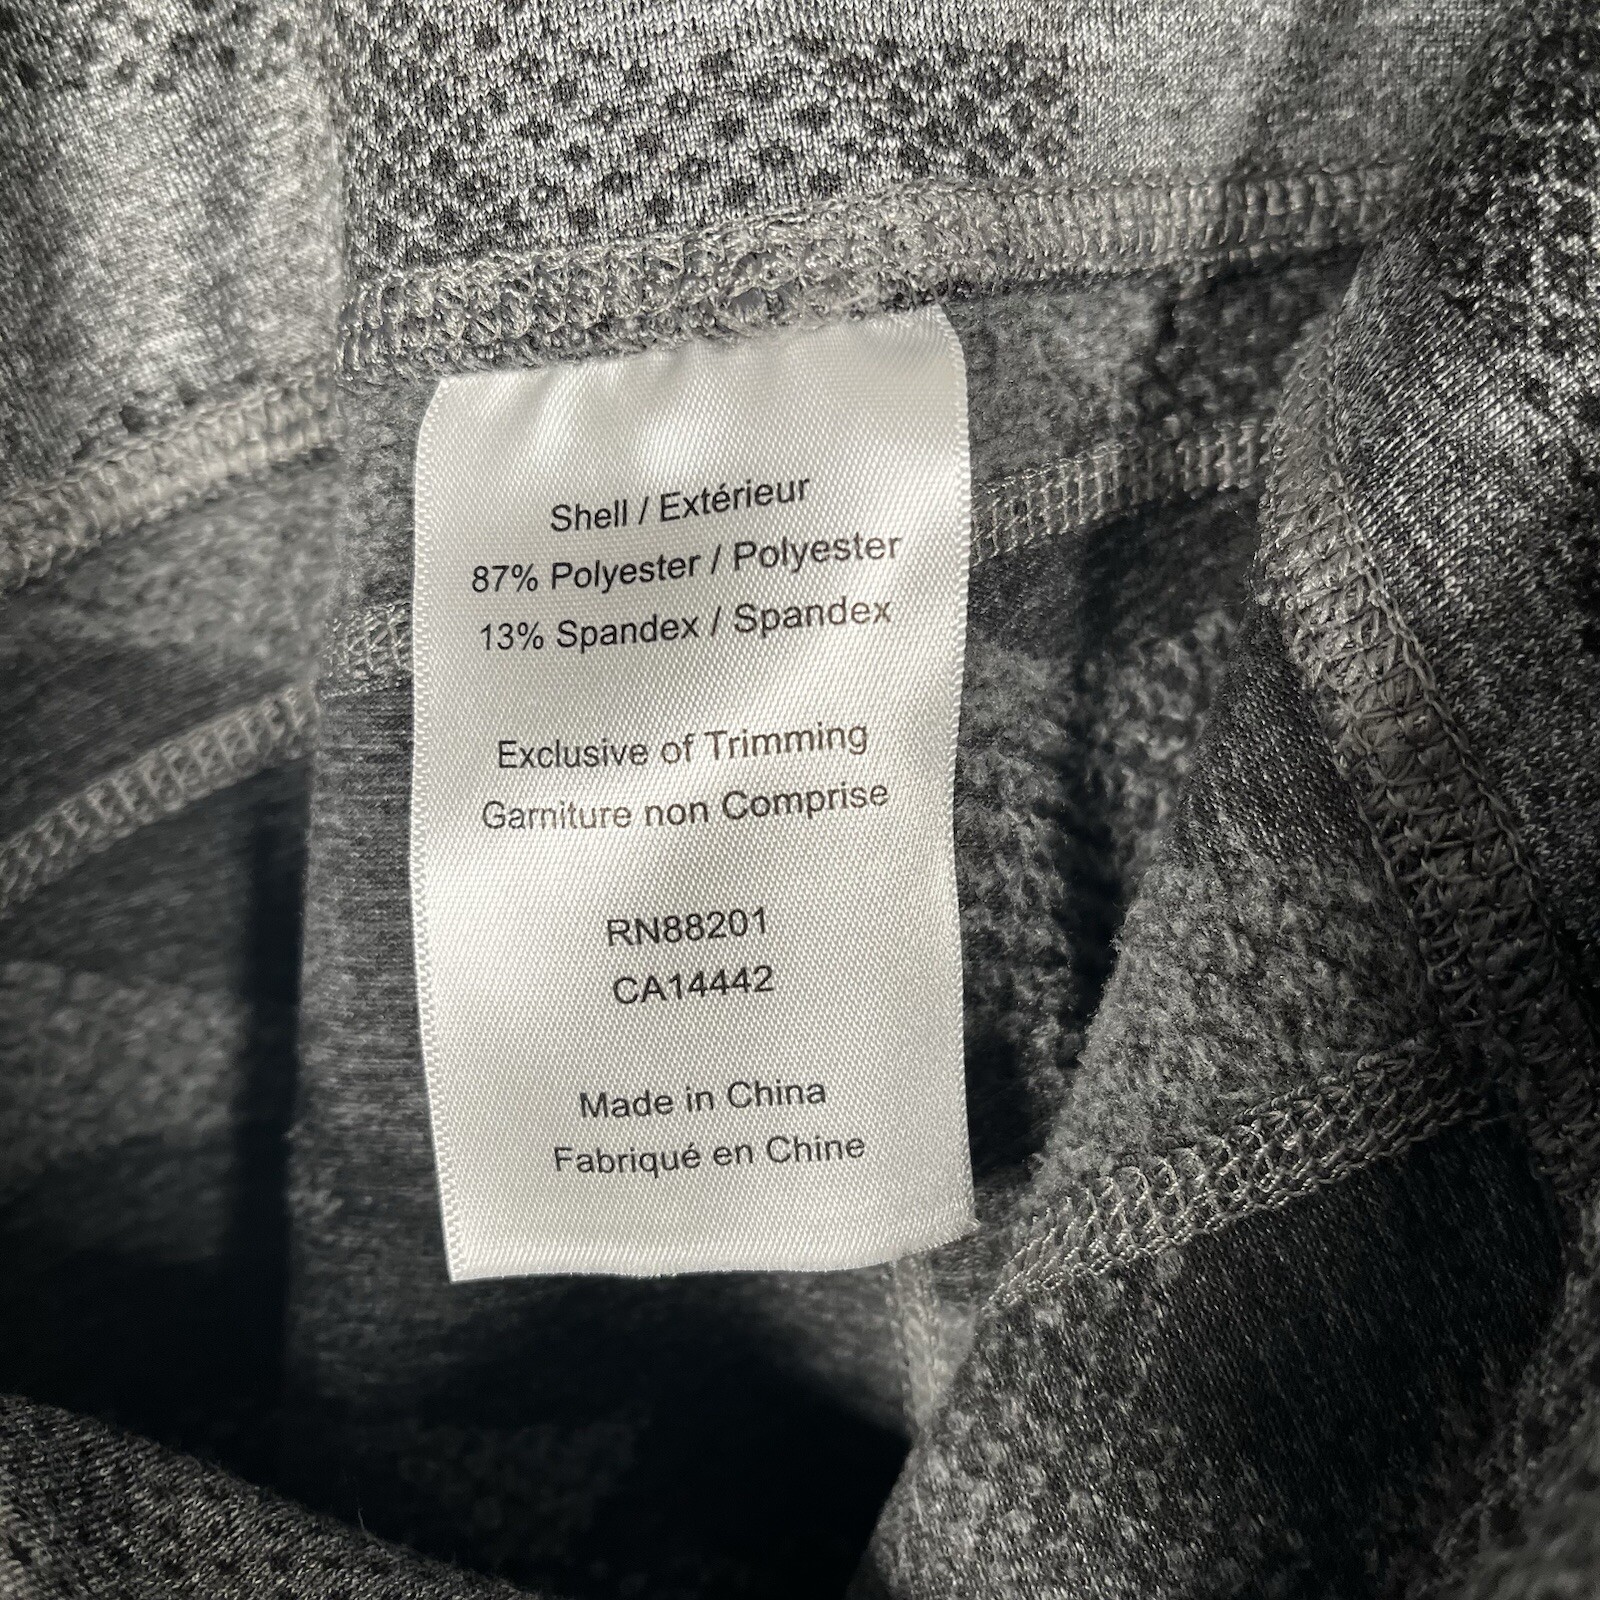 Shell / Extérieur
87% Polyester / Polyester
13% Spandex / Spandex
Exclusive of Trimming
Garniture non Comprise
RN88201
CA14442
Made in China
Fabriqué en Chine